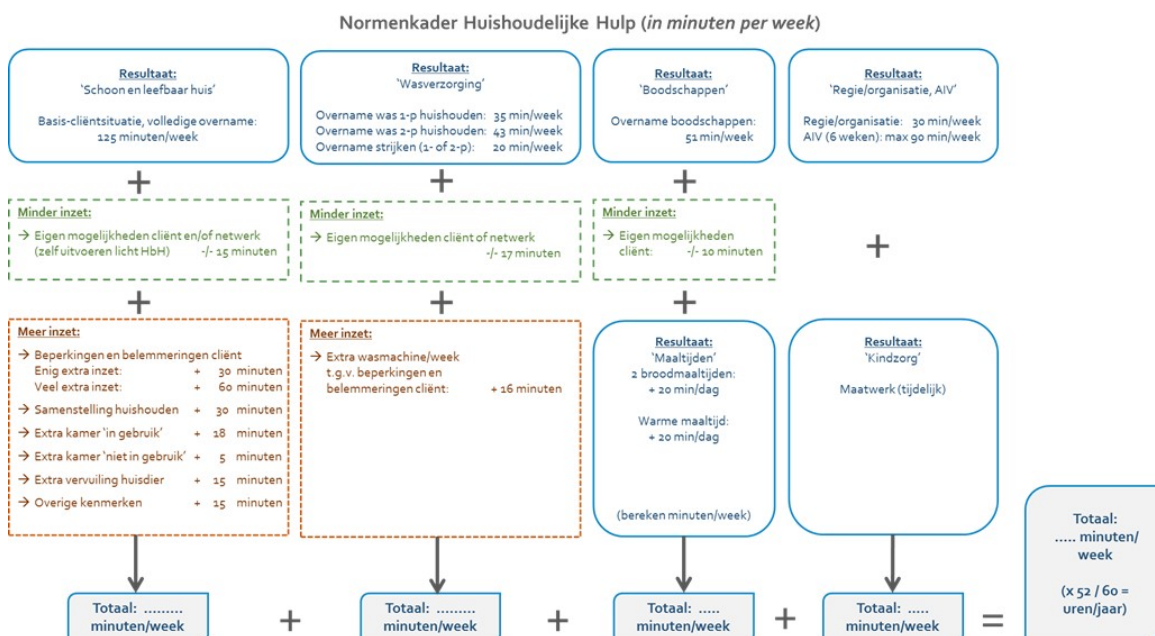 Normenkader Huishoudelijke Hulp (in minuten per week)
Resultaat:
‘Schoon en leefbaar huis’
Basis-cliëntsituatie, volledige overname:
125 minuten/week
Resultaat:
‘Wasverzorging’
Overname was 1-p huishouden: 35 min/week
Overname was 2-p huishouden: 43 min/week
Overname strijken (1- of 2-p): 20 min/week
Resultaat:
‘Boodschappen’
Overname boodschappen:
51 min/week
Resultaat:
‘Regie/organisatie, AIV’
Regie/organisatie: 30 min/week
AIV (6 weken): max 90 min/week
+ + +
Minder inzet:
→ Eigen mogelijkheden cliënt en/of netwerk
(zelf uitvoeren licht HbH) -/- 15 minuten
Minder inzet:
→ Eigen mogelijkheden cliënt of netwerk
-/- 17 minuten
Minder inzet:
→ Eigen mogelijkheden
cliënt: -/- 10 minuten
+
+ + +
Meer inzet:
→ Beperkingen en belemmeringen cliënt
Enig extra inzet: + 30 minuten
Veel extra inzet: + 60 minuten
→ Samenstelling huishouden + 30 minuten
→ Extra kamer ‘in gebruik’ + 18 minuten
→ Extra kamer ‘niet in gebruik’ + 5 minuten
→ Extra vervuiling huisdier + 15 minuten
→ Overige kenmerken + 15 minuten
Meer inzet:
→ Extra wasmachine/week
t.g.v. beperkingen en
belemmeringen cliënt: + 16 minuten
Resultaat:
‘Maaltijden’
2 broodmaaltijden:
+ 20 min/dag
Warme maaltijd:
+ 20 min/dag
(bereken minuten/week)
Resultaat:
‘Kindzorg’
Maatwerk (tijdelijk)
Totaal: .........
minuten/week
+
Totaal: .........
minuten/week
+
Totaal: .....
minuten/week
+
Totaal: .....
minuten/week
=
Totaal:
..... minuten/
week
(x 52 / 60 =
uren/jaar)